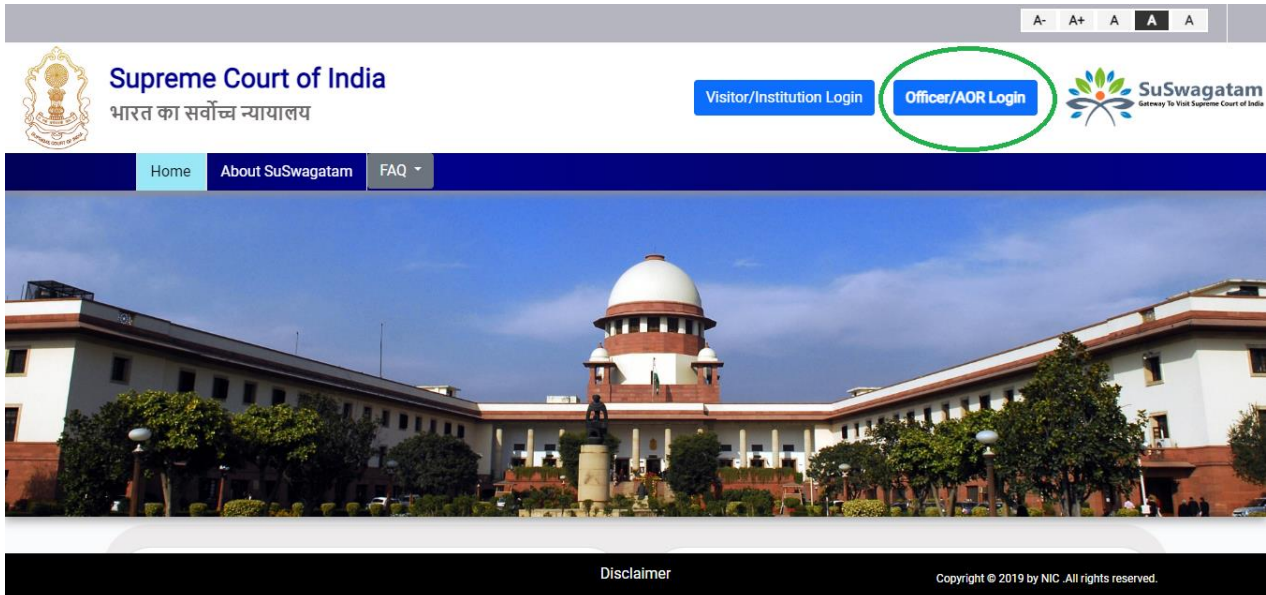 A- A+ A A A
Supreme Court of India
भारत का सर्वोच्च न्यायालय
Visitor/Institution Login
Officer/AOR Login
SuSwagatam
Gateway To Visit Supreme Court of India
Home About SuSwagatam FAQ
Disclaimer
Copyright © 2019 by NIC .All rights reserved.